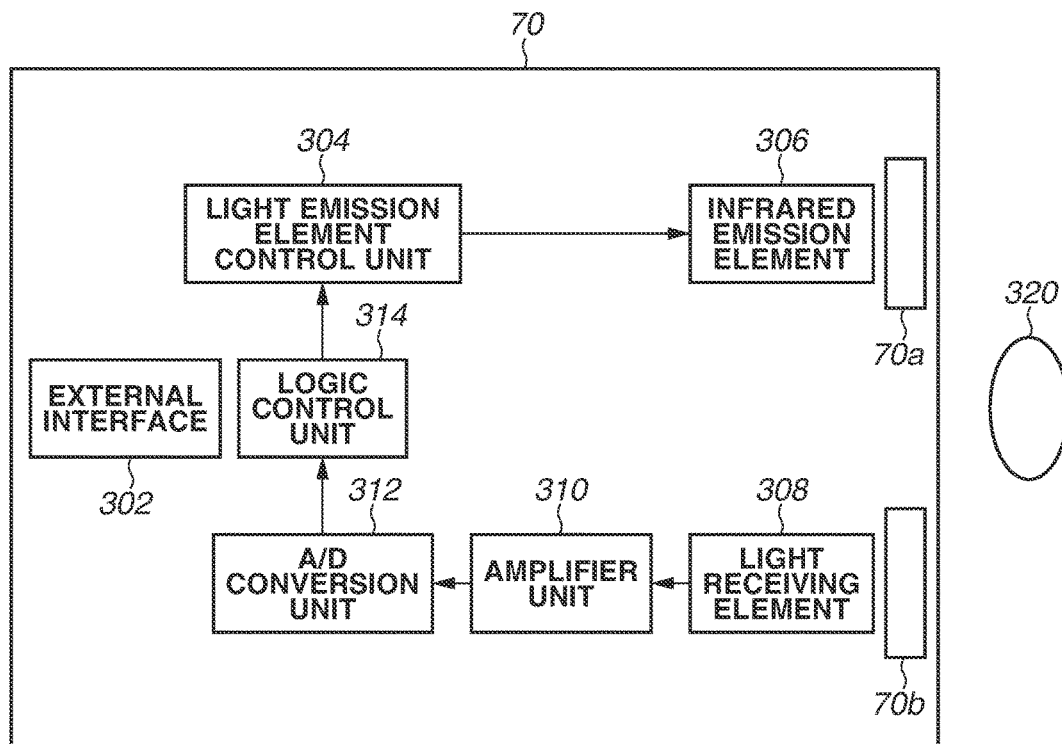 70
304
LIGHT EMISSION
ELEMENT
CONTROL UNIT
306
INFRARED
EMISSION
ELEMENT
320
70a
314
LOGIC
CONTROL
UNIT
EXTERNAL
INTERFACE
302
312
A/D
CONVERSION
UNIT
310
AMPLIFIER
UNIT
308
LIGHT
RECEIVING
ELEMENT
70b